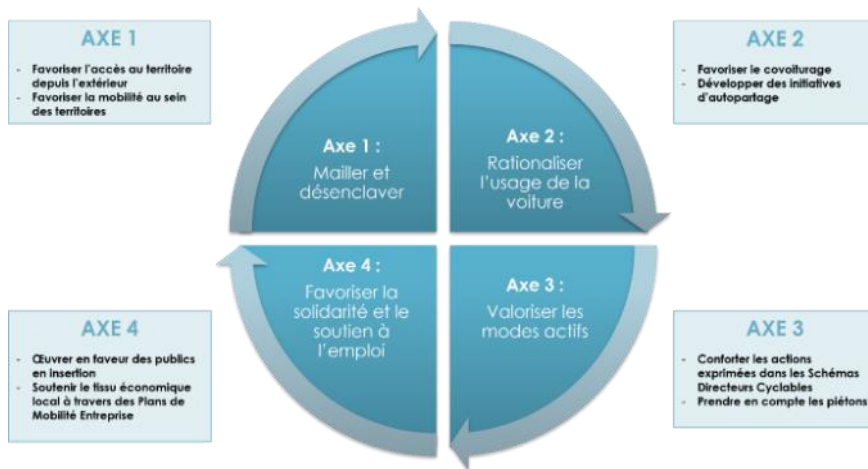 AXE 1
- Favoriser l'accès au territoire
depuis l'extérieur
- Favoriser la mobilité au sein
des territoires
AXE 2
- Favoriser le covoiturage
- Développer des initiatives
d'autopartage
Axe 1 :
Mailler et
désenclaver
Axe 2 :
Rationaliser
l'usage de la
voiture
Axe 4 :
Favoriser la
solidarité et le
soutien à
l'emploi
Axe 3 :
Valoriser les
modes actifs
AXE 4
- Œuvrer en faveur des publics
en insertion
- Soutenir le tissu économique
local à travers des Plans de
Mobilité Entreprise
AXE 3
- Conforter les actions
exprimées dans les Schémas
Directeurs Cyclables
- Prendre en compte les piétons